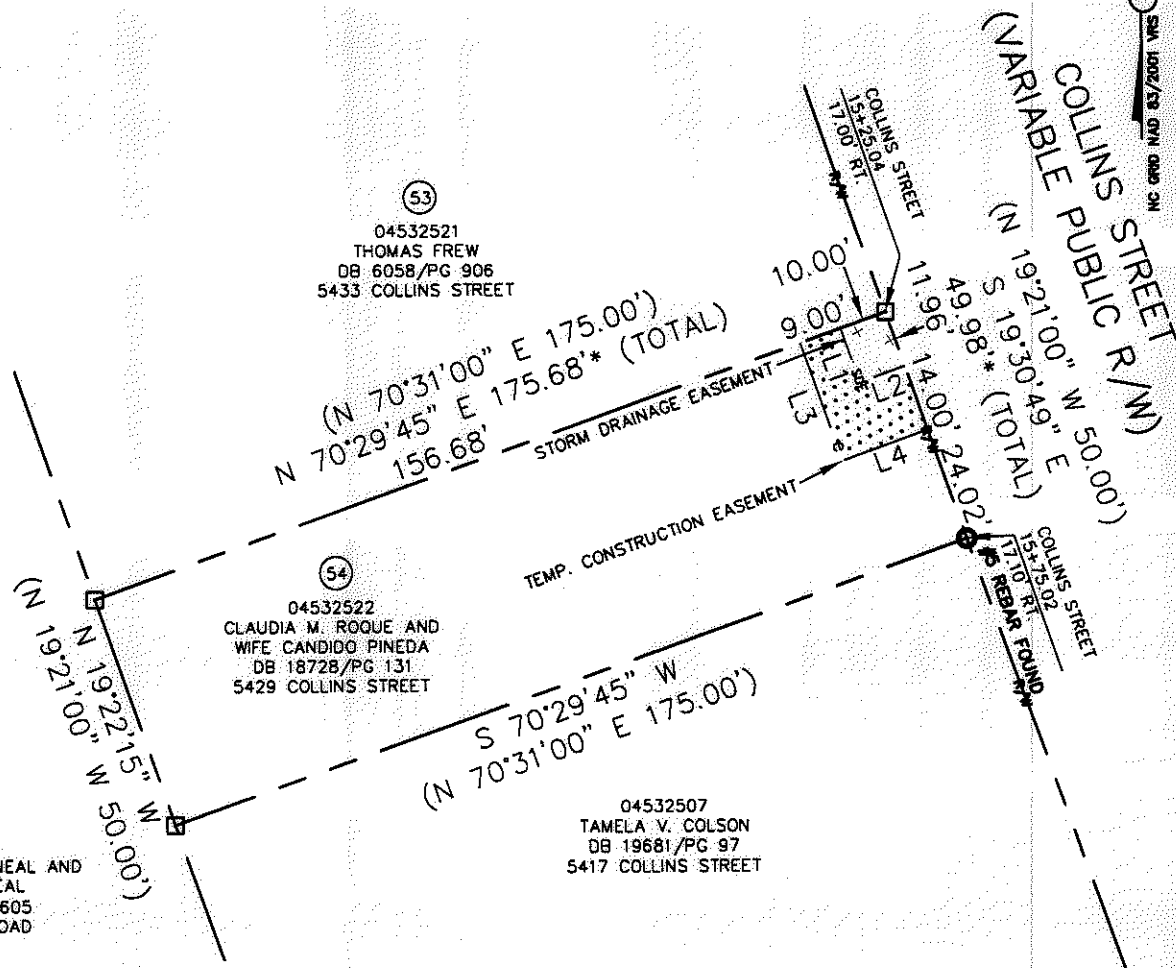 NC GRID NAD 83/2001 VRS
COLLINS STREET
(VARIABLE PUBLIC R/W)
COLLINS STREET
15+25.04
17.00' RT.
R/W
53
04532521
THOMAS FREW
DB 6058/PG 906
5433 COLLINS STREET
(N 70°31'00" E 175.00')
N 70°29'45" E 175.68'* (TOTAL)
156.68'
9.00'
10.00'
11.96'
14.00'
24.02'
(N 19°21'00" W 50.00')
S 19°30'49" E
49.98'* (TOTAL)
STORM DRAINAGE EASEMENT
L1
SDE
L2
L3
L4
R/W
TEMP. CONSTRUCTION EASEMENT
COLLINS STREET
15+75.02
17.10' RT.
#5 REBAR FOUND
R/W
54
04532522
CLAUDIA M. ROQUE AND
WIFE CANDIDO PINEDA
DB 18728/PG 131
5429 COLLINS STREET
N 19°22'15" W
(N 19°21'00" W 50.00')
S 70°29'45" W
(N 70°31'00" E 175.00')
04532507
TAMELA V. COLSON
DB 19681/PG 97
5417 COLLINS STREET
NEAL AND
EAL
605
OAD